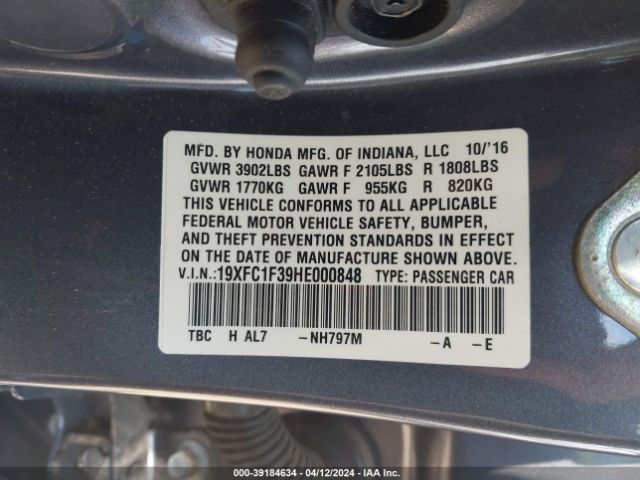 MFD. BY HONDA MFG. OF INDIANA, LLC 10/'16
GVWR 3902LBS GAWR F 2105LBS R 1808LBS
GVWR 1770KG GAWR F 955KG R 820KG
THIS VEHICLE CONFORMS TO ALL APPLICABLE
FEDERAL MOTOR VEHICLE SAFETY, BUMPER,
AND THEFT PREVENTION STANDARDS IN EFFECT
ON THE DATE OF MANUFACTURE SHOWN ABOVE.
V.I.N.:19XFC1F39HE000848 TYPE: PASSENGER CAR
TBC H AL7 -NH797M -A -E
000-39184634 - 04/12/2024 - IAA Inc.